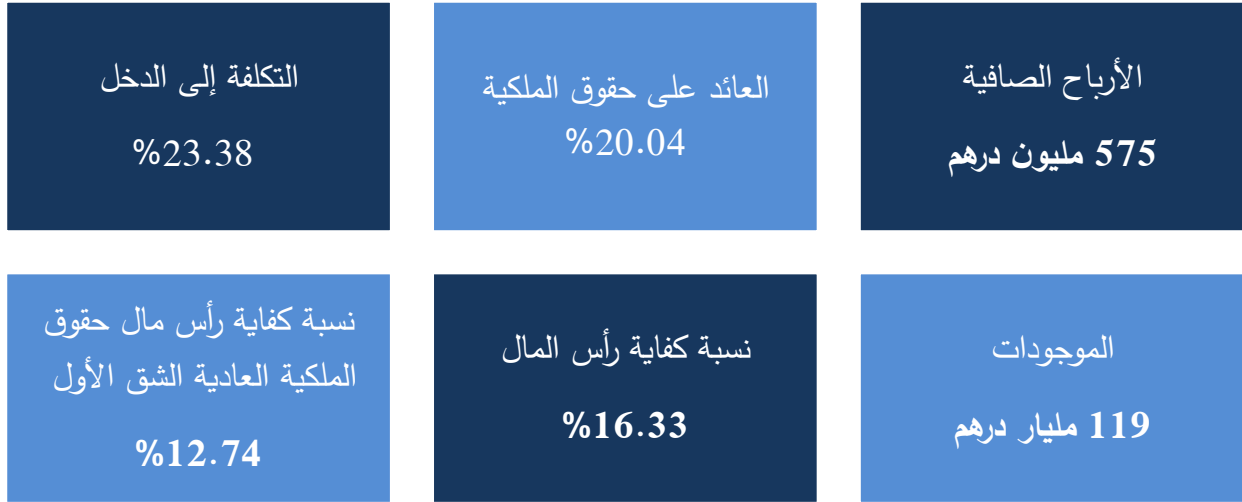 الأرباح الصافية
575 مليون درهم
العائد على حقوق الملكية
%20.04
التكلفة إلى الدخل
%23.38
الموجودات
119 مليار درهم
نسبة كفاية رأس المال
%16.33
نسبة كفاية رأس مال حقوق
الملكية العادية الشق الأول
%12.74